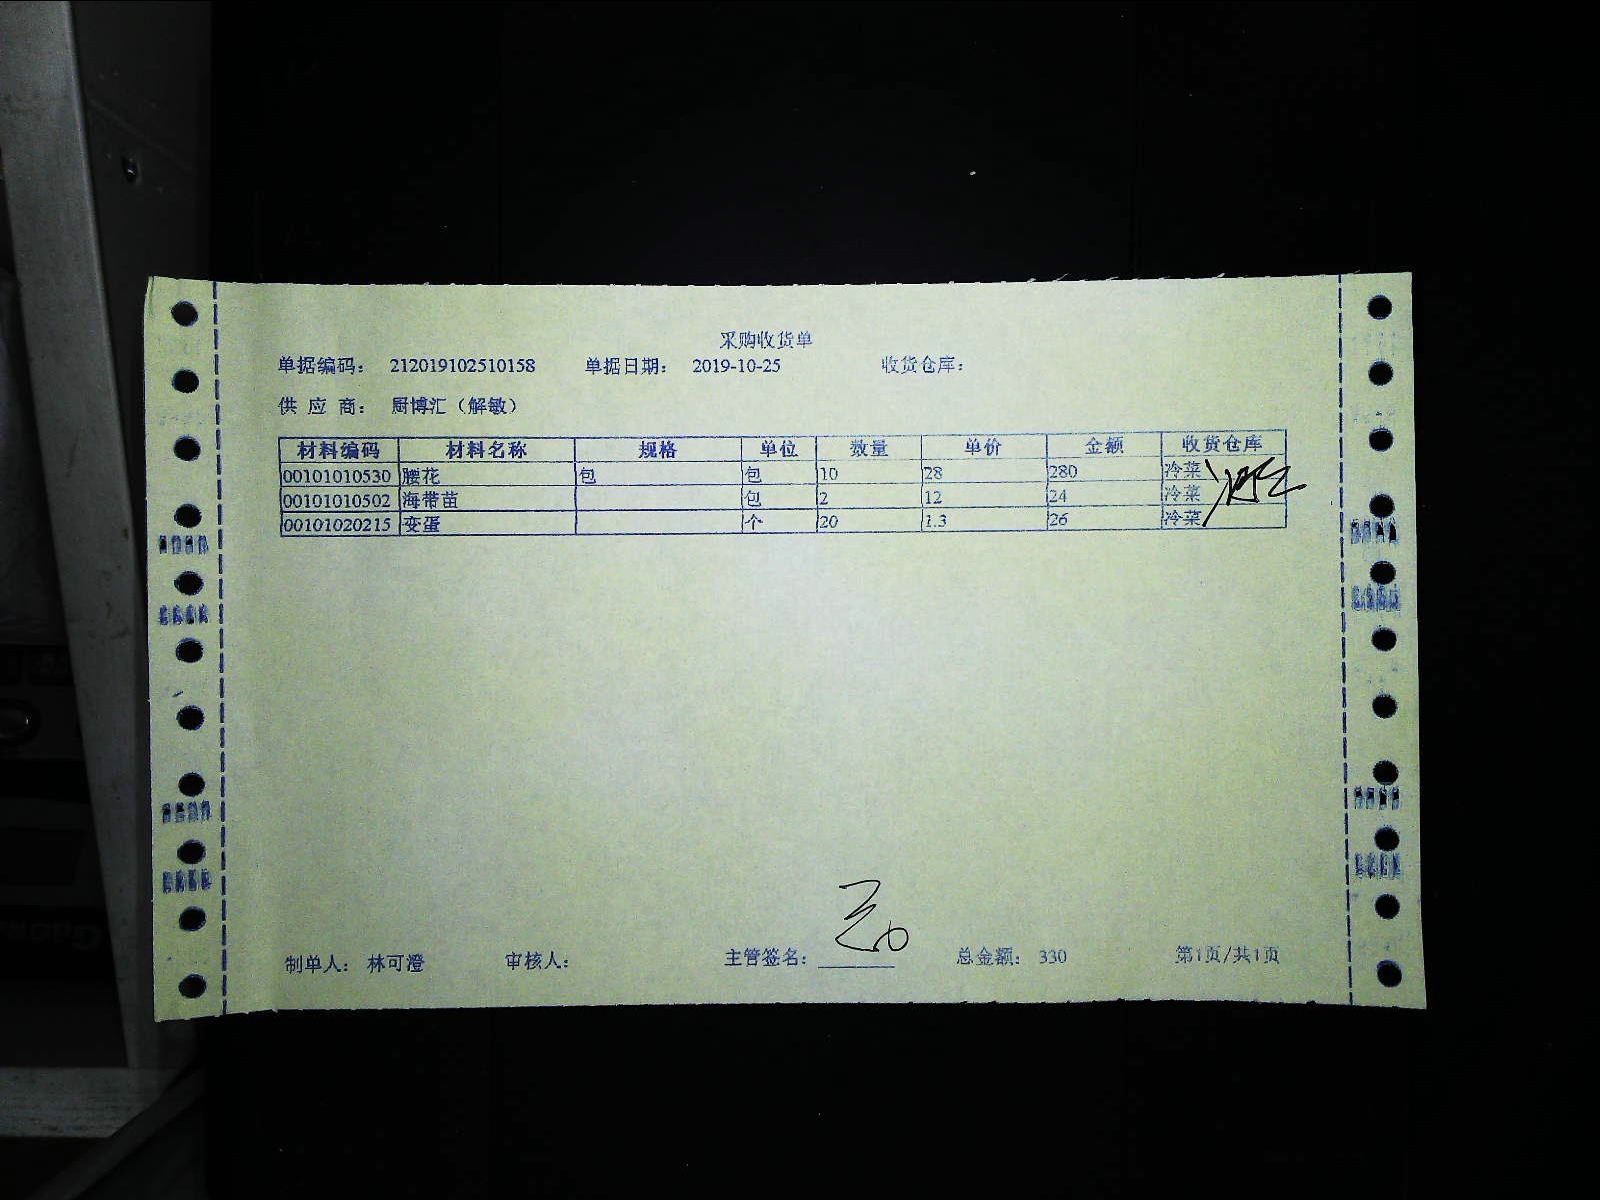 采购收货单
单据编码： 212019102510158 单据日期： 2019-10-25 收货仓库：
供 应 商： 厨博汇（解敏）
材料编码 材料名称 规格 单位 数量 单价 金额 收货仓库
00101010530 腰花 包 包 10 28 280 冷菜
00101010502 海带苗 包 2 12 24 冷菜
00101020215 变蛋 个 20 1.3 26 冷菜
制单人： 林可澄 审核人： 主管签名： 总金额： 330 第1页/共1页